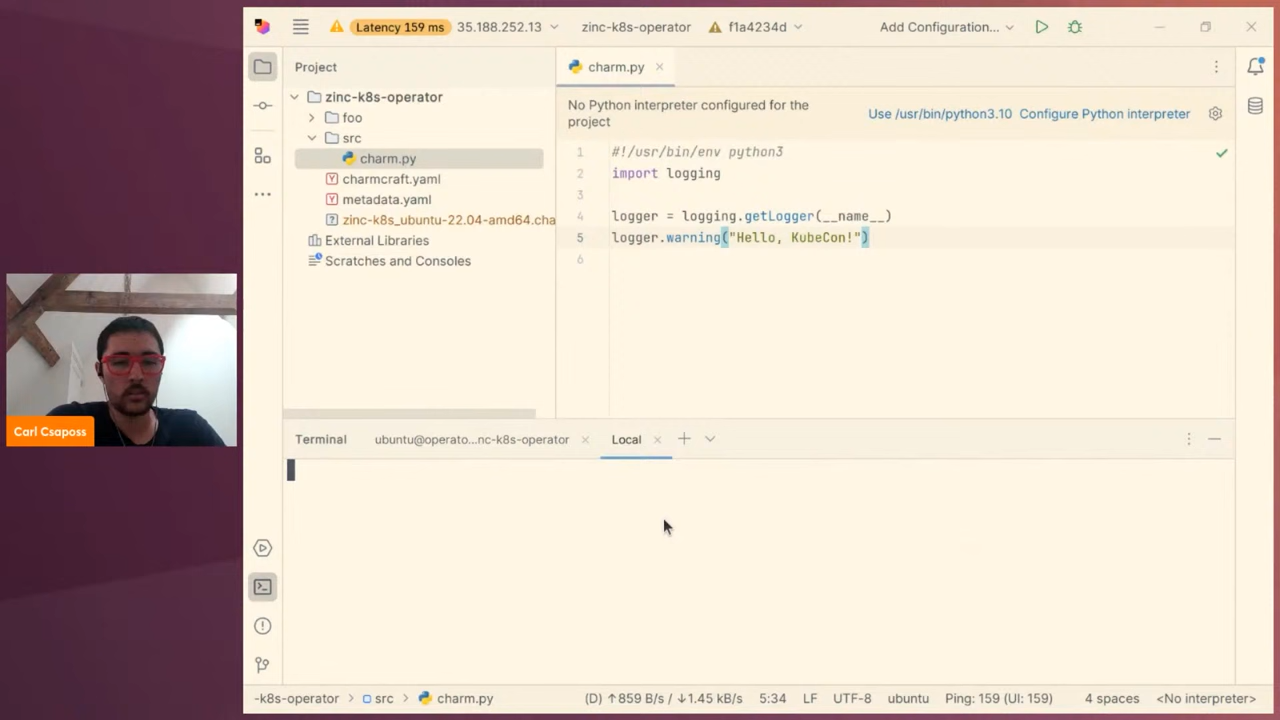 Latency 159 ms 35.188.252.13 zinc-k8s-operator f1a4234d Add Configuration...
Project
charm.py
zinc-k8s-operator
foo
src
charm.py
charmcraft.yaml
metadata.yaml
zinc-k8s_ubuntu-22.04-amd64.cha
External Libraries
Scratches and Consoles
No Python interpreter configured for the
project
Use /usr/bin/python3.10 Configure Python interpreter
1 #!/usr/bin/env python3
2 import logging
3
4 logger = logging.getLogger(__name__)
5 logger.warning("Hello, KubeCon!")
6
Carl Csaposs
Terminal ubuntu@operato...nc-k8s-operator Local
-k8s-operator src charm.py (D) ↑859 B/s / ↓1.45 kB/s 5:34 LF UTF-8 ubuntu Ping: 159 (UI: 159) 4 spaces <No interpreter>